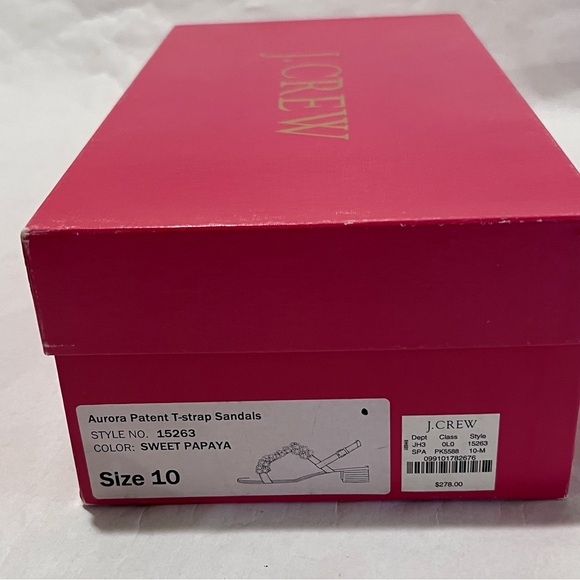 J.CREW
Aurora Patent T-strap Sandals
STYLE NO. 15263
COLOR: SWEET PAPAYA
Size 10
J.CREW
Dept Class Style
JH3 0L0 15263
SPA PK5588 10-M
099101782676
$278.00